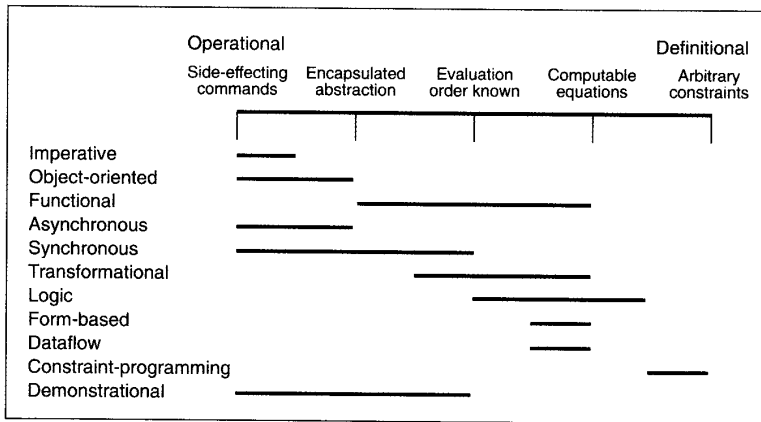 Operational Definitional
Side-effecting Encapsulated Evaluation Computable Arbitrary
commands abstraction order known equations constraints
Imperative
Object-oriented
Functional
Asynchronous
Synchronous
Transformational
Logic
Form-based
Dataflow
Constraint-programming
Demonstrational